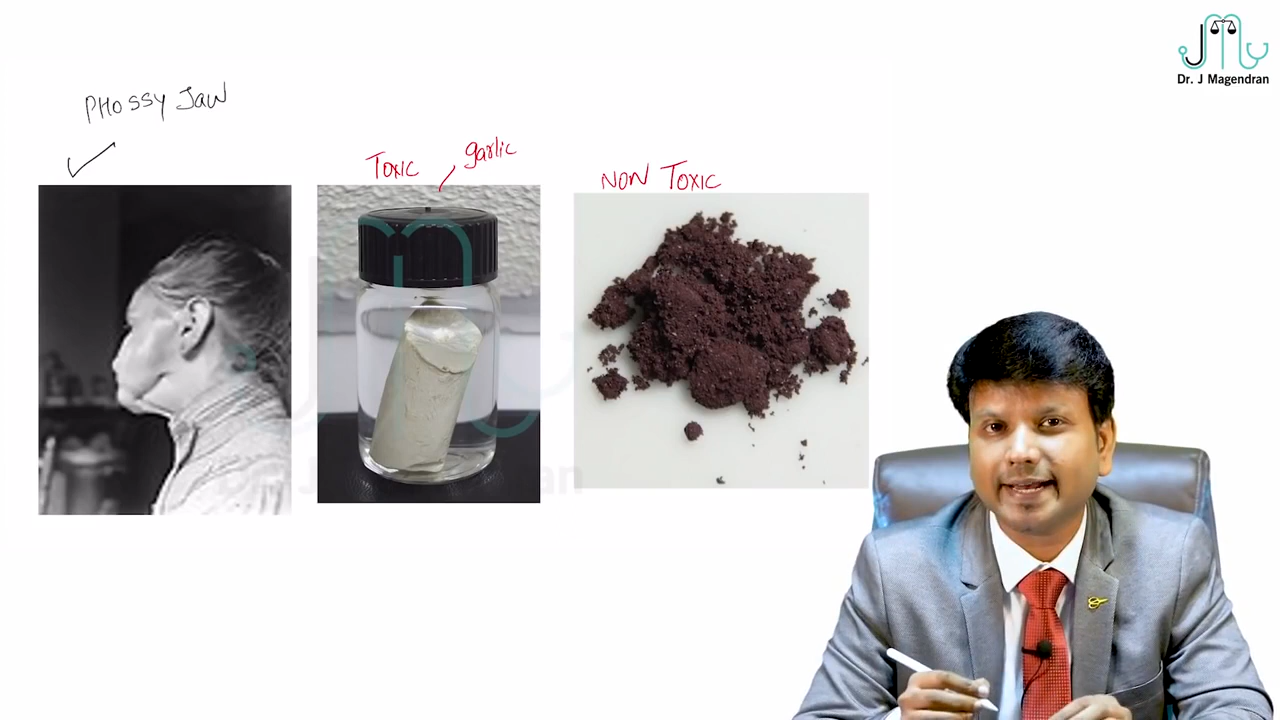 Dr. J Magendran
PHOSSY JAW
TOXIC
garlic
NON TOXIC